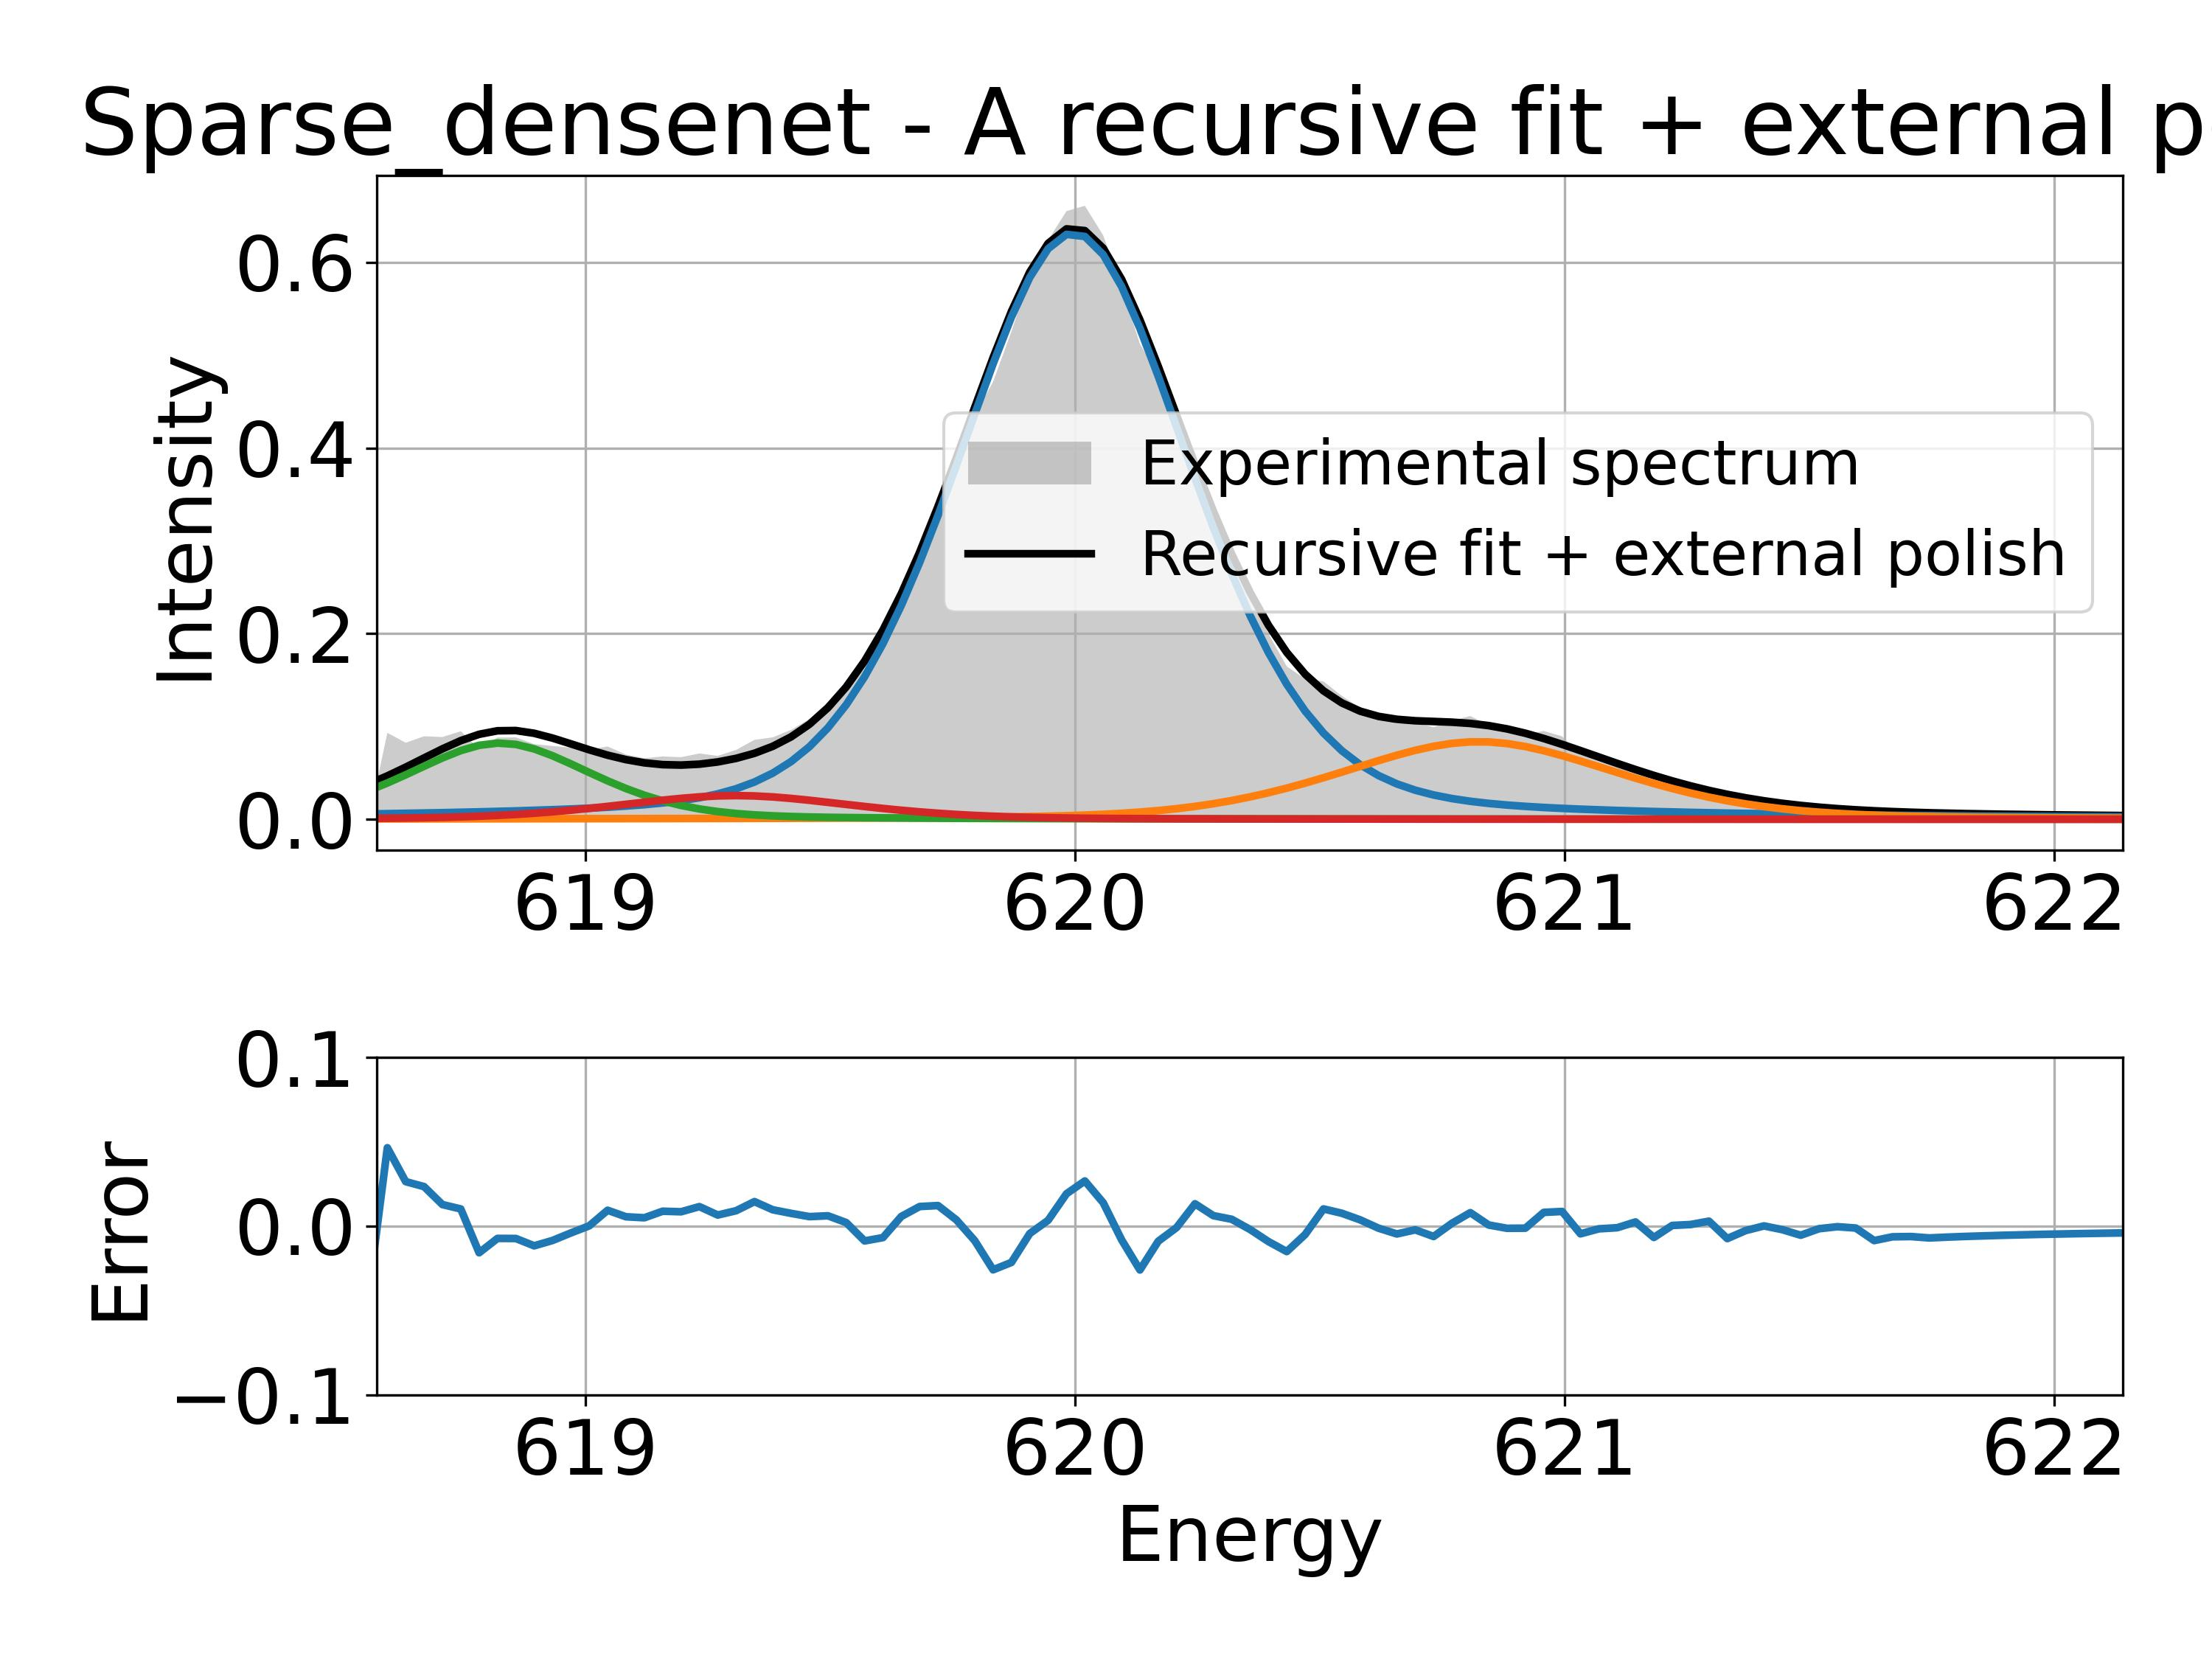 Sparse_densenet - A recursive fit + external p
Intensity
0.6
0.4
0.2
0.0
Experimental spectrum
Recursive fit + external polish
619 620 621 622
Error
0.1
0.0
−0.1
619 620 621 622
Energy